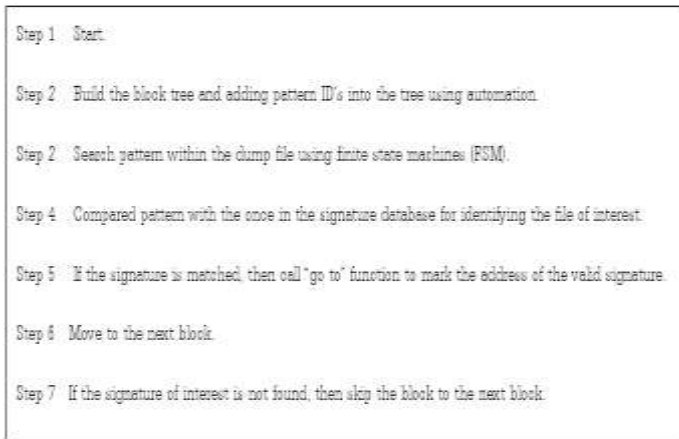 Step 1 Start.
Step 2 Build the block tree and adding pattern ID's into the tree using automation.
Step 2 Search pattern within the dump file using finite state machines (FSM).
Step 4 Compared pattern with the once in the signature database for identifying the file of interest.
Step 5 If the signature is matched, then call "go to" function to mark the address of the valid signature.
Step 6 Move to the next block.
Step 7 If the signature of interest is not found, then skip the block to the next block.